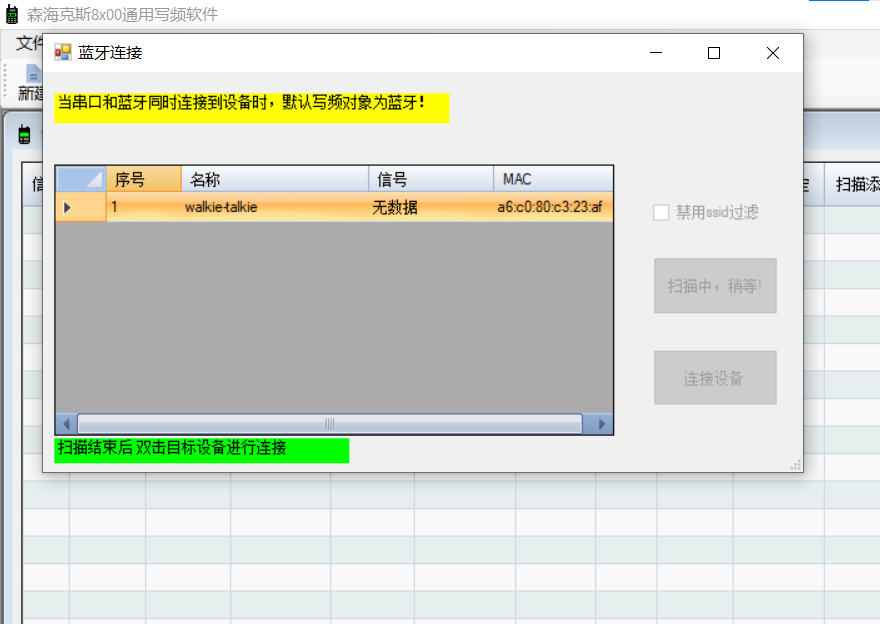 森海克斯8x00通用写频软件
文件
蓝牙连接
新建
当串口和蓝牙同时连接到设备时，默认写频对象为蓝牙！
序号 名称 信号 MAC
扫描添
1 walkie-talkie 无数据 a6:c0:80:c3:23:af
禁用ssid过滤
扫描中，稍等!
连接设备
扫描结束后 双击目标设备进行连接